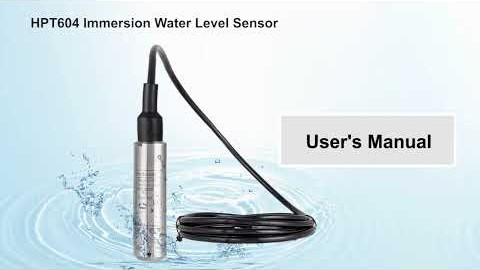 HPT604 Immersion Water Level Sensor
User's Manual